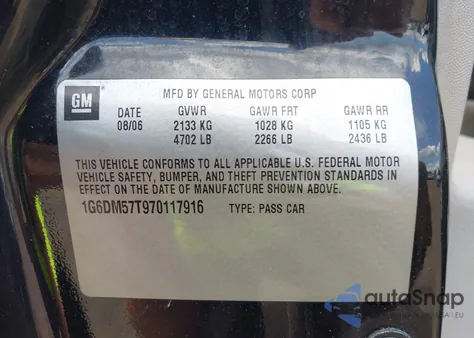 GM
MFD BY GENERAL MOTORS CORP
DATE GVWR GAWR FRT GAWR RR
08/06 2133 KG 1028 KG 1105 KG
4702 LB 2266 LB 2436 LB
THIS VEHICLE CONFORMS TO ALL APPLICABLE U.S. FEDERAL MOTOR
VEHICLE SAFETY, BUMPER, AND THEFT PREVENTION STANDARDS IN
EFFECT ON THE DATE OF MANUFACTURE SHOWN ABOVE.
1G6DM57T970117916 TYPE: PASS CAR
autoSnap